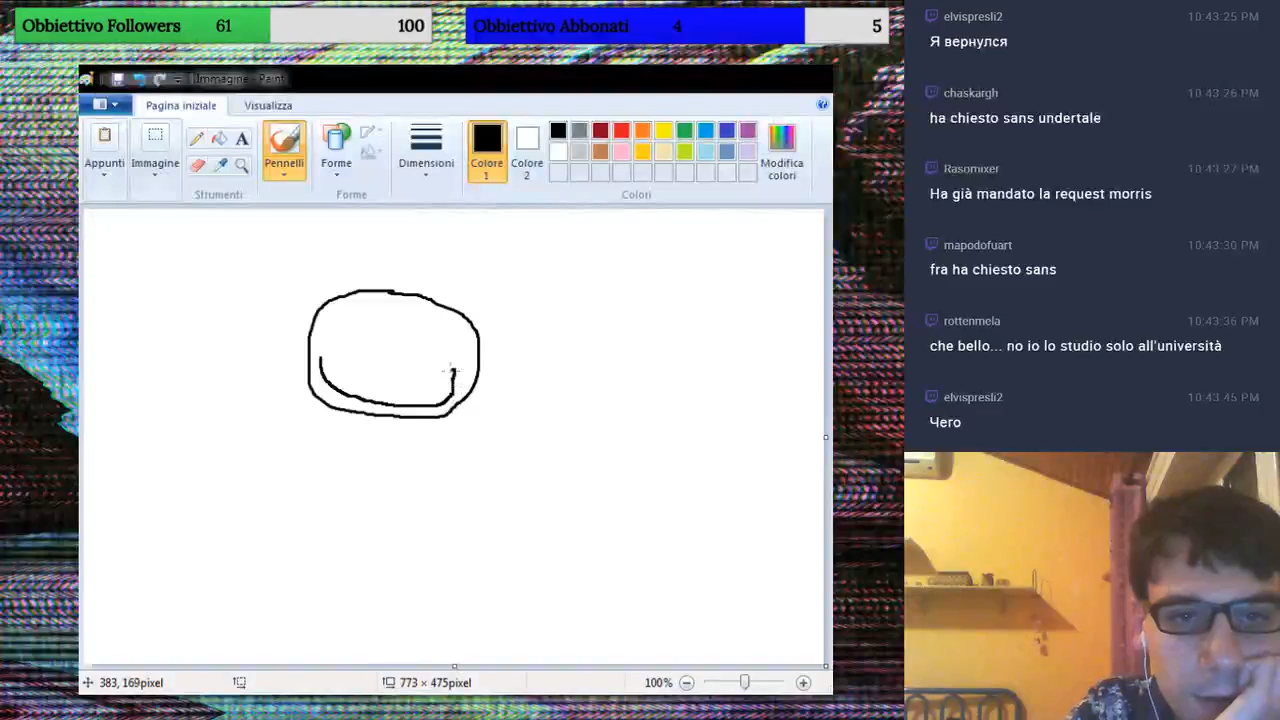 Obbiettivo Followers 61 100
Obbiettivo Abbonati 4 5
Immagine - Paint
Pagina iniziale Visualizza
Appunti
Immagine
Strumenti
Pennelli
Forme
Forme
Dimensioni
Colore 1
Colore 2
Modifica colori
Colori
383, 169pixel
773 × 475pixel
100%
elvispresli2 10:43:25 PM
Я вернулся
chaskargh 10:43:26 PM
ha chiesto sans undertale
Rasomixer 10:43:27 PM
Ha già mandato la request morris
mapodofuart 10:43:30 PM
fra ha chiesto sans
rottenmela 10:43:36 PM
che bello... no io lo studio solo all'università
elvispresli2 10:43:45 PM
Чего